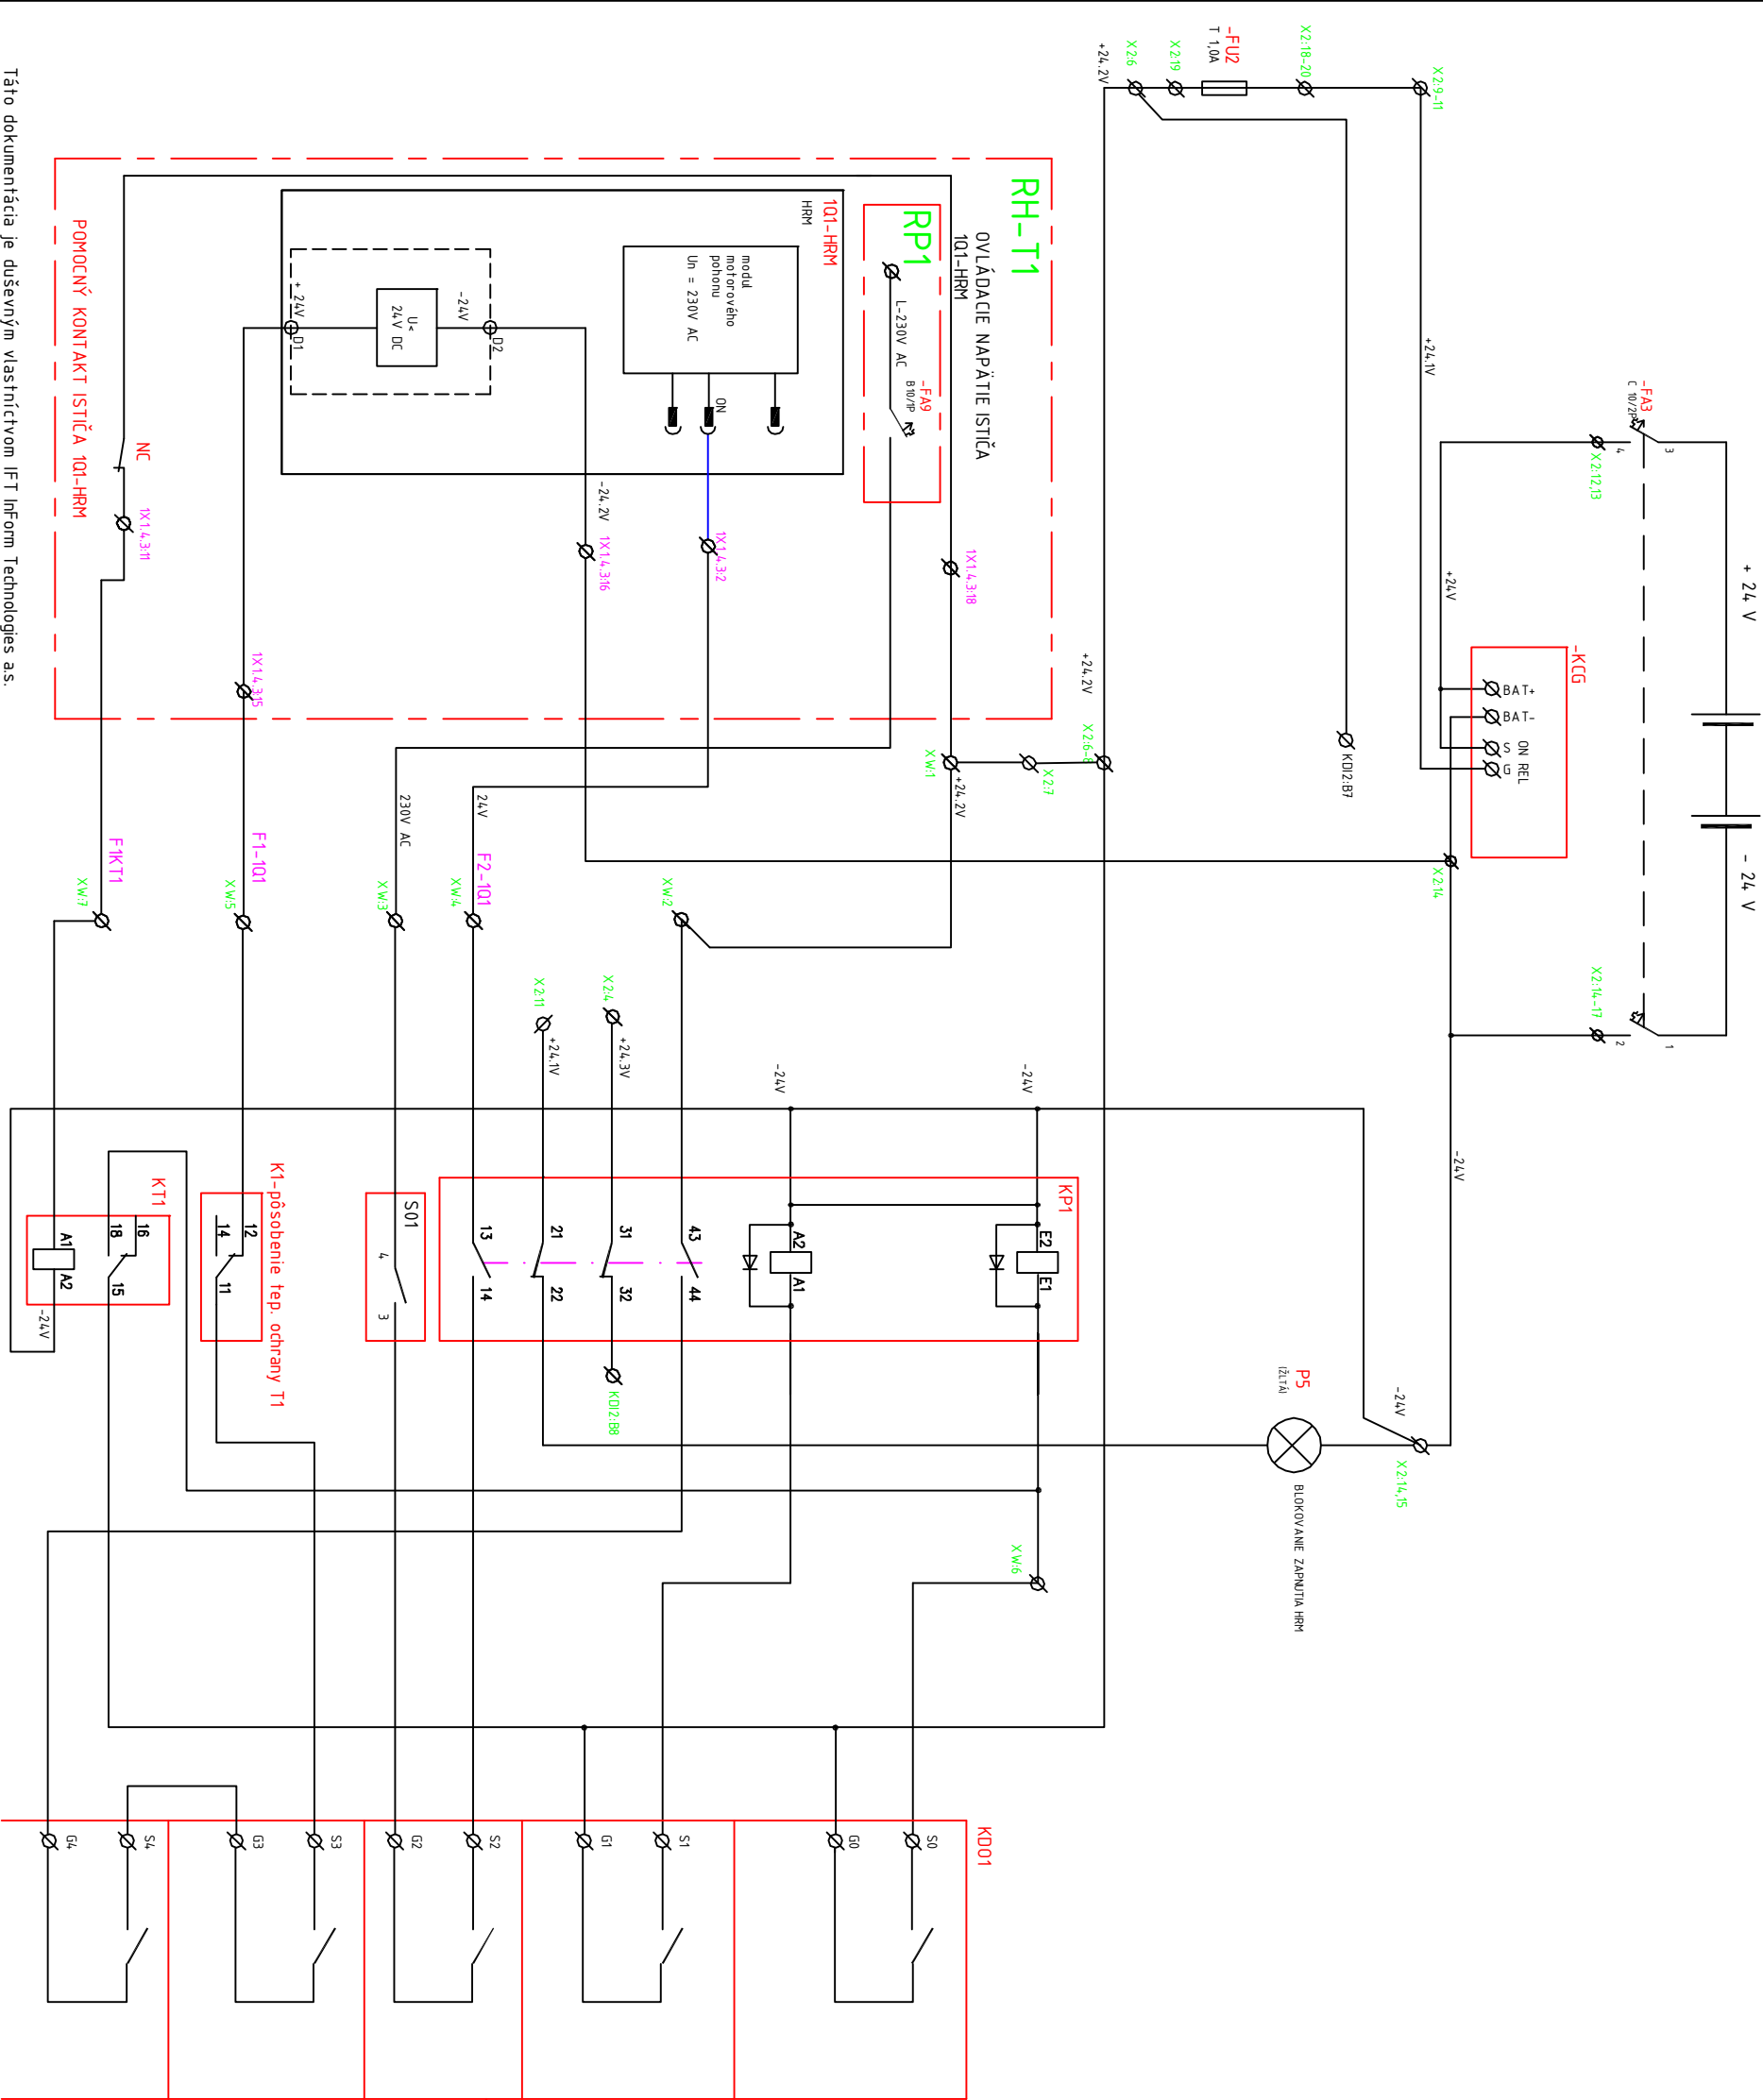 + 24 V
- 24 V
-FA3
C 10/2P
3
4
1
2
X2:12,13
X2:14-17
+24V
-KCG
BAT+
BAT-
S
ON
G
REL
X2:14
-24V
X2:9-11
+24.1V
X2:18-20
-FU2
T 1,0A
X2:19
X2:6
+24.2V
KDI2:B7
+24.2V
X2:6-8
X2:7
XW:1
+24.2V
RH-T1
OVLÁDACIE NAPÄTIE ISTIČA
1Q1-HRM
RP1
L-230V AC
-FA9
B10/1P
1Q1-HRM
HRM
modul
motorového
pohonu
Un = 230V AC
ON
U<
24V DC
-24V
+ 24V
D2
D1
-24.2V
1X1.4.3:18
1X1.4.3:2
1X1.4.3:16
1X1.4.3:15
1X1.4.3:11
NC
POMOCNÝ KONTAKT ISTIČA 1Q1-HRM
24V
230V AC
F2-1Q1
F1-1Q1
F1KT1
XW:2
XW:4
XW:3
XW:5
XW:7
X2:4
+24.3V
X2:11
+24.1V
-24V
-24V
KP1
E2
E1
A2
A1
43
44
31
32
21
22
13
14
KDI2:B8
S01
4
3
K1-pôsobenie tep. ochrany T1
12
14
11
KT1
16
18
15
A1
A2
-24V
P5
(ŽLTÁ)
BLOKOVANIE ZAPNUTIA HRM
-24V
X2:14,15
XW:6
KDO1
S0
G0
S1
G1
S2
G2
S3
G3
S4
G4
Táto dokumentácia je duševným vlastníctvom IFT InForm Technologies a.s.